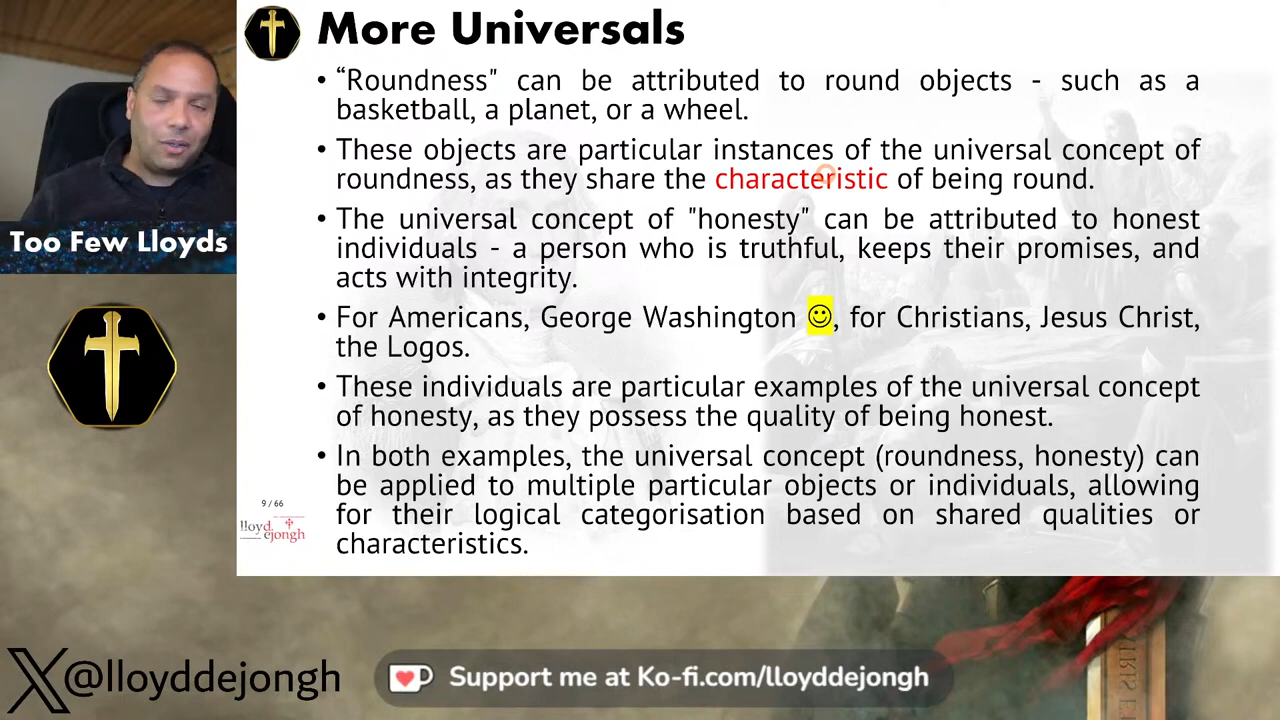 More Universals
• “Roundness" can be attributed to round objects - such as a
basketball, a planet, or a wheel.
• These objects are particular instances of the universal concept of
roundness, as they share the characteristic of being round.
• The universal concept of "honesty" can be attributed to honest
individuals - a person who is truthful, keeps their promises, and
acts with integrity.
• For Americans, George Washington ☺, for Christians, Jesus Christ,
the Logos.
• These individuals are particular examples of the universal concept
of honesty, as they possess the quality of being honest.
• In both examples, the universal concept (roundness, honesty) can
be applied to multiple particular objects or individuals, allowing
for their logical categorisation based on shared qualities or
characteristics.
Too Few Lloyds
9 / 66
lloyd
ejongh
X@lloyddejongh
Support me at Ko-fi.com/lloyddejongh